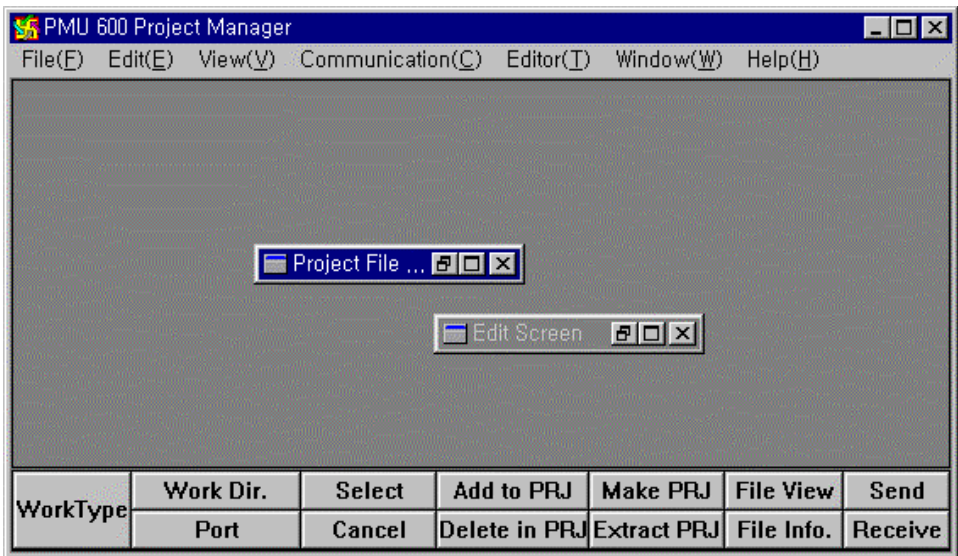 PMU 600 Project Manager
File(F) Edit(E) View(V) Communication(C) Editor(T) Window(W) Help(H)
Project File ...
Edit Screen
WorkType
Work Dir. Select Add to PRJ Make PRJ File View Send
Port Cancel Delete in PRJ Extract PRJ File Info. Receive